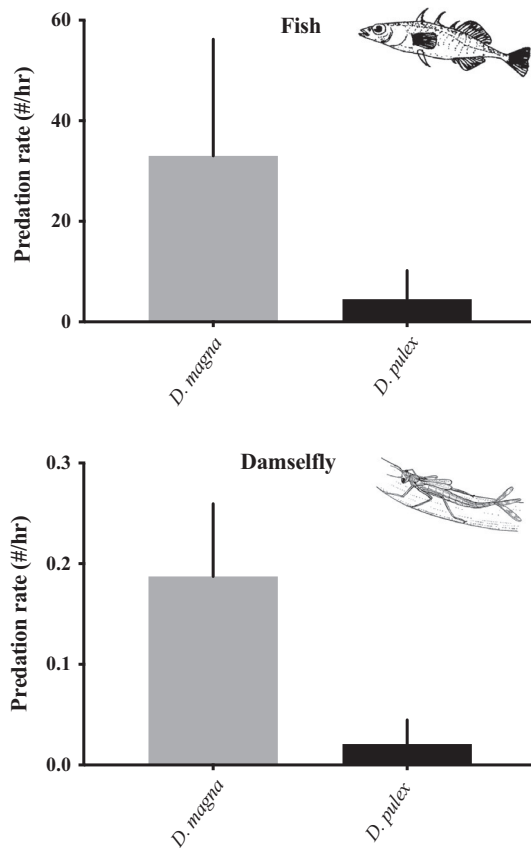 Fish
Predation rate (#/hr)
60
40
20
0
D. magna
D. pulex
Damselfly
Predation rate (#/hr)
0.3
0.2
0.1
0.0
D. magna
D. pulex